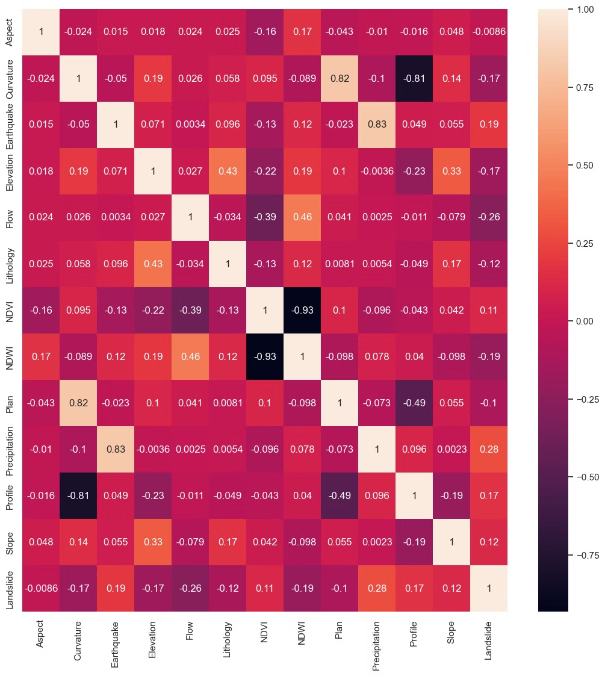 Aspect 1 -0.024 0.015 0.018 0.024 0.025 -0.16 0.17 -0.043 -0.01 -0.016 0.048 -0.0086
Curvature -0.024 1 -0.05 0.19 0.026 0.058 0.095 -0.089 0.82 -0.1 -0.81 0.14 -0.17
Earthquake 0.015 -0.05 1 0.071 0.0034 0.096 -0.13 0.12 -0.023 0.83 0.049 0.055 0.19
Elevation 0.018 0.19 0.071 1 0.027 0.43 -0.22 0.19 0.1 -0.0036 -0.23 0.33 -0.17
Flow 0.024 0.026 0.0034 0.027 1 -0.034 -0.39 0.46 0.041 0.0025 -0.011 -0.079 -0.26
Lithology 0.025 0.058 0.096 0.43 -0.034 1 -0.13 0.12 0.0081 0.0054 -0.049 0.17 -0.12
NDVI -0.16 0.095 -0.13 -0.22 -0.39 -0.13 1 -0.93 0.1 -0.096 -0.043 0.042 0.11
NDWI 0.17 -0.089 0.12 0.19 0.46 0.12 -0.93 1 -0.098 0.078 0.04 -0.098 -0.19
Plan -0.043 0.82 -0.023 0.1 0.041 0.0081 0.1 -0.098 1 -0.073 -0.49 0.055 -0.1
Precipitation -0.01 -0.1 0.83 -0.0036 0.0025 0.0054 -0.096 0.078 -0.073 1 0.096 0.0023 0.28
Profile -0.016 -0.81 0.049 -0.23 -0.011 -0.049 -0.043 0.04 -0.49 0.096 1 -0.19 0.17
Slope 0.048 0.14 0.055 0.33 -0.079 0.17 0.042 -0.098 0.055 0.0023 -0.19 1 0.12
Landslide -0.0086 -0.17 0.19 -0.17 -0.26 -0.12 0.11 -0.19 -0.1 0.28 0.17 0.12 1
Aspect Curvature Earthquake Elevation Flow Lithology NDVI NDWI Plan Precipitation Profile Slope Landslide
1.00
0.75
0.50
0.25
0.00
-0.25
-0.50
-0.75